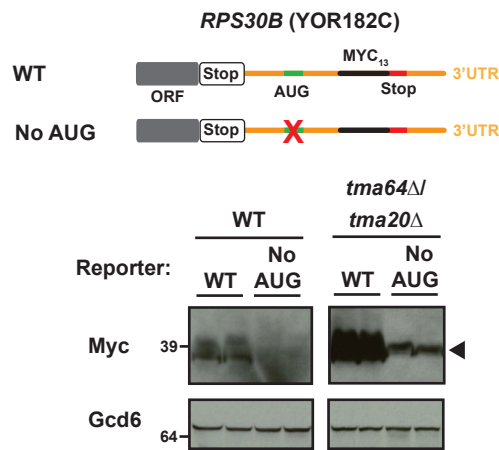 RPS30B (YOR182C)
WT Stop MYC13 3'UTR
ORF AUG Stop
No AUG Stop X 3'UTR
tma64Δ/
tma20Δ
WT
Reporter: WT No AUG WT No AUG
Myc 39
Gcd6 64